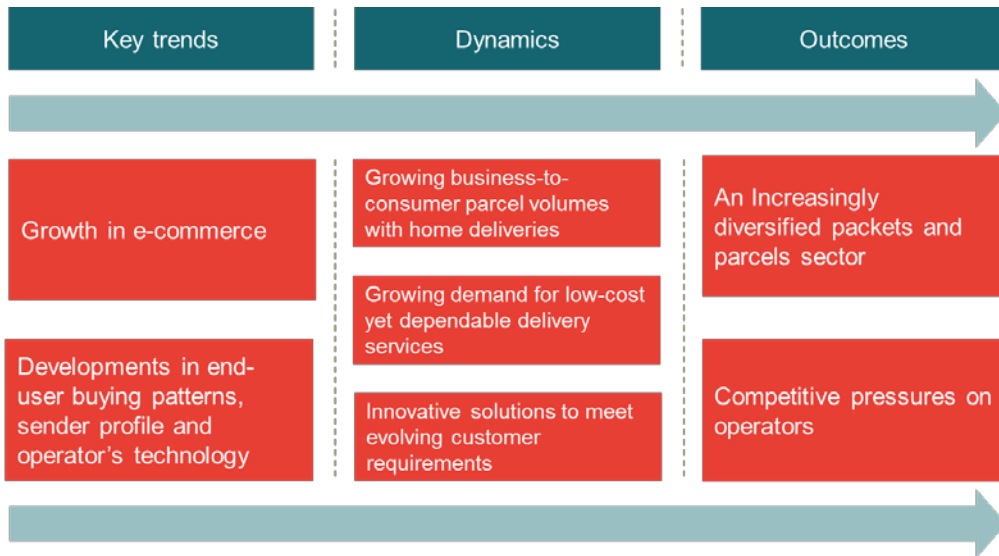 Key trends
Dynamics
Outcomes
Growth in e-commerce
Developments in end-
user buying patterns,
sender profile and
operator's technology
Growing business-to-
consumer parcel volumes
with home deliveries
Growing demand for low-cost
yet dependable delivery
services
Innovative solutions to meet
evolving customer
requirements
An Increasingly
diversified packets and
parcels sector
Competitive pressures on
operators